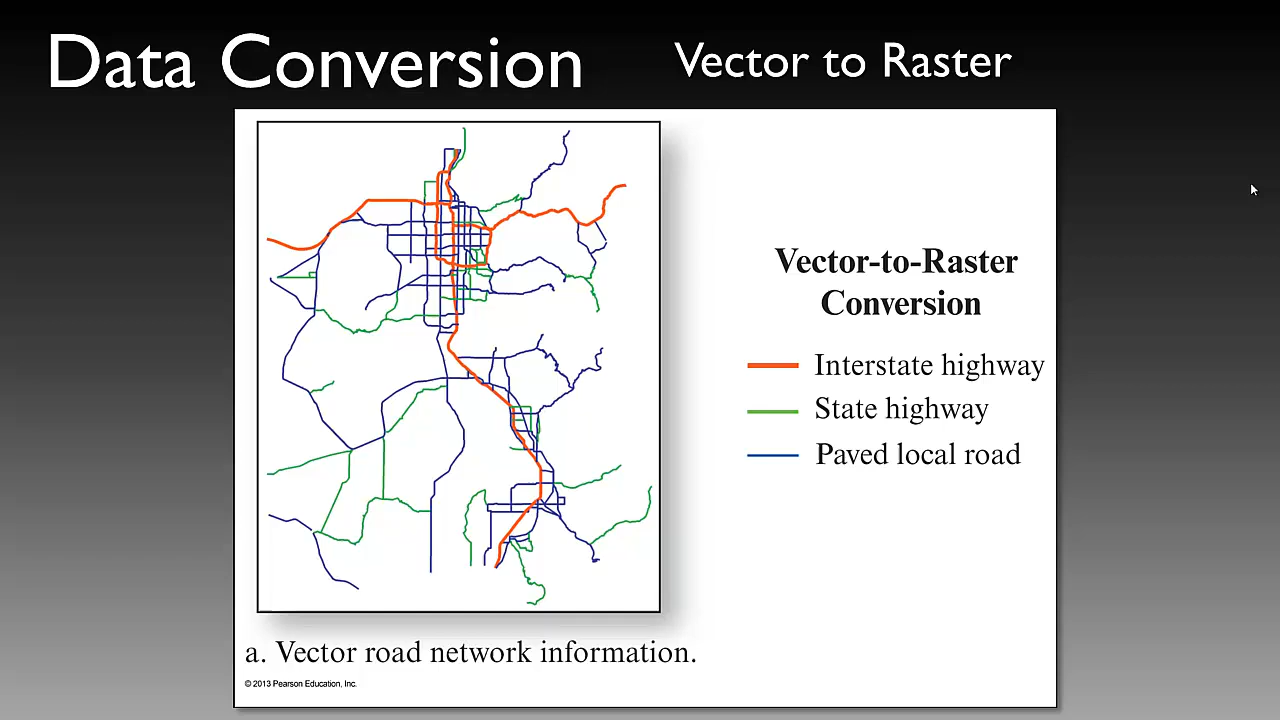 Data Conversion
Vector to Raster
Vector-to-Raster
Conversion
Interstate highway
State highway
Paved local road
a. Vector road network information.
© 2013 Pearson Education, Inc.